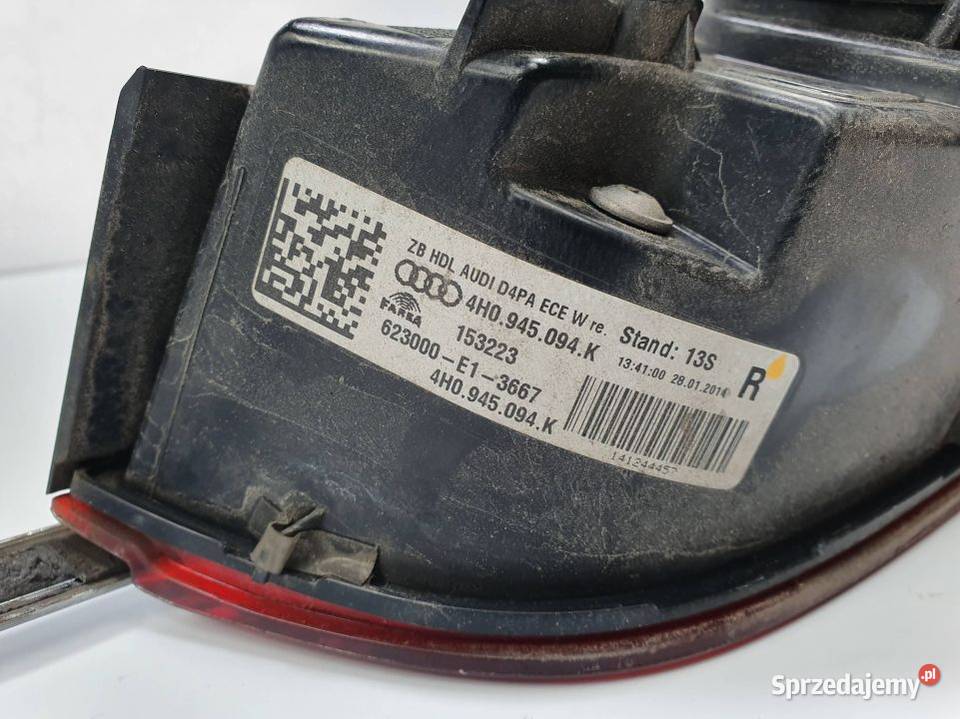 ZB HDL AUDI D4PA ECE W re.
4H0.945.094.K
Stand: 13S
FARBA
153223
13:41:00 28.01.2014
R
623000-E1-3667
4H0.945.094.K
Sprzedajemy.pl